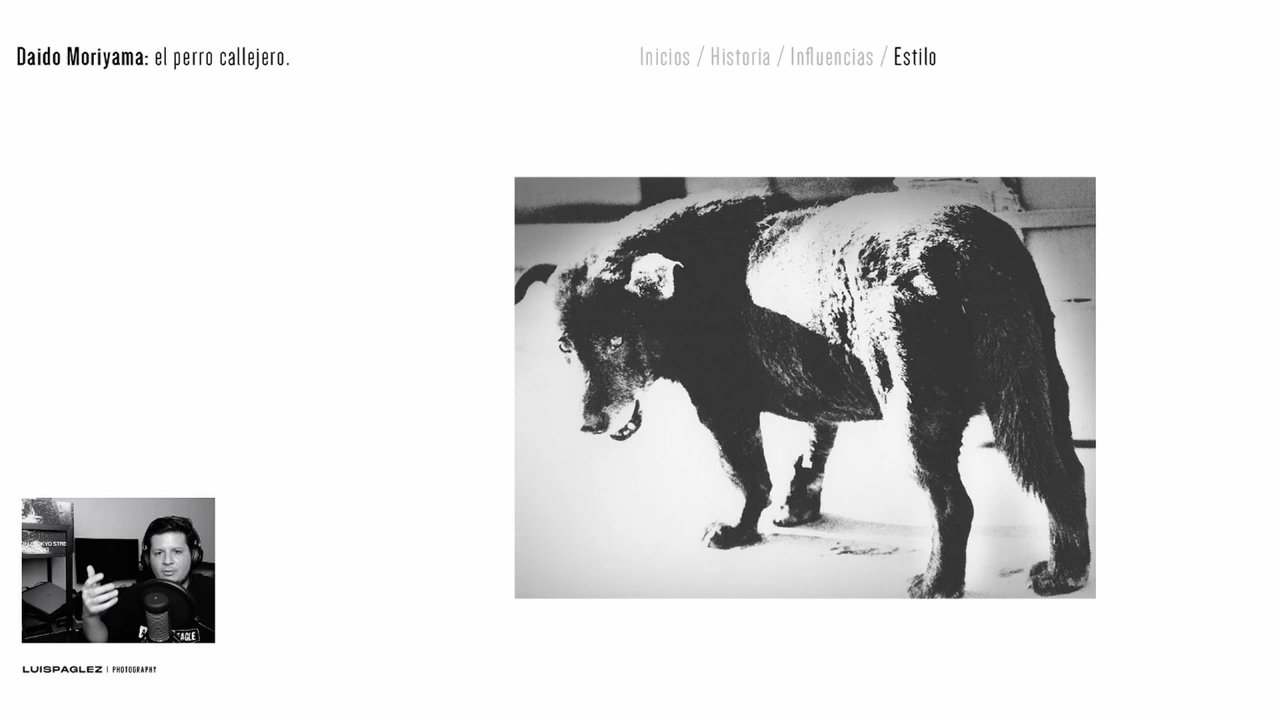 Daido Moriyama: el perro callejero.
Inicios / Historia / Influencias / Estilo
LUISPAGLEZ | PHOTOGRAPHY